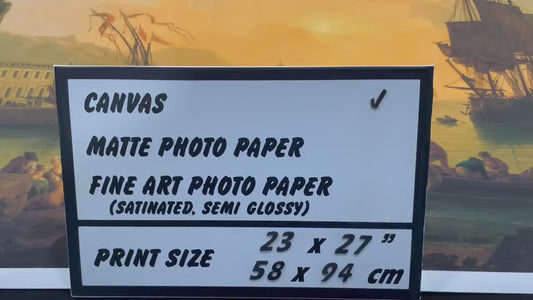 CANVAS ✓
MATTE PHOTO PAPER
FINE ART PHOTO PAPER
(SATINATED, SEMI GLOSSY)
PRINT SIZE
23 x 27 "
58 x 94 cm